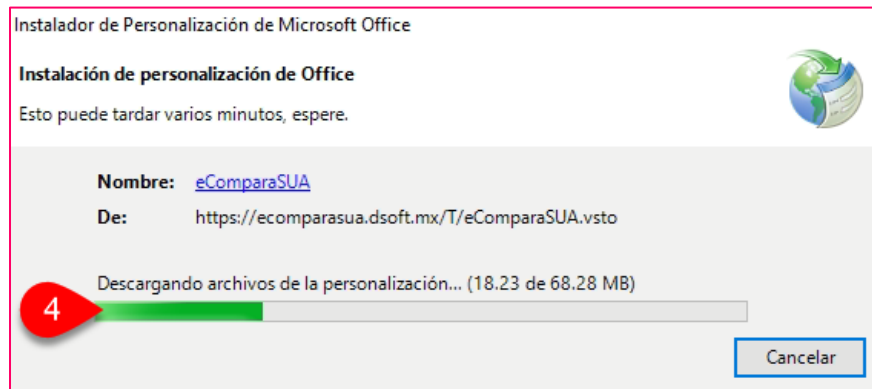 Instalador de Personalización de Microsoft Office
Instalación de personalización de Office
Esto puede tardar varios minutos, espere.
Nombre: eComparaSUA
De: https://ecomparasua.dsoft.mx/T/eComparaSUA.vsto
Descargando archivos de la personalización... (18.23 de 68.28 MB)
4
Cancelar